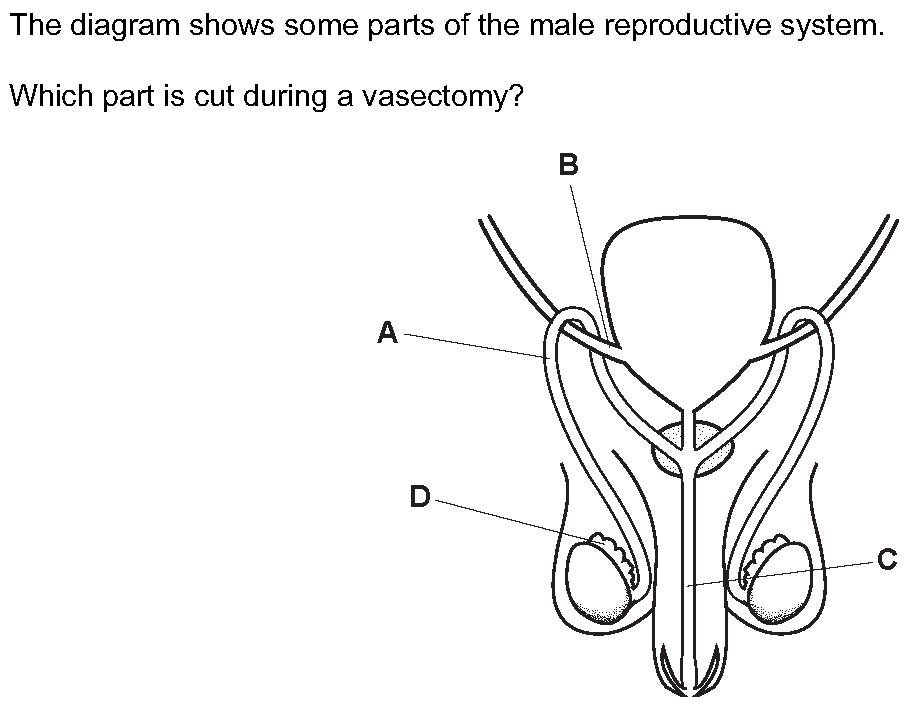 The diagram shows some parts of the male reproductive system.
Which part is cut during a vasectomy?
B
A
D
C